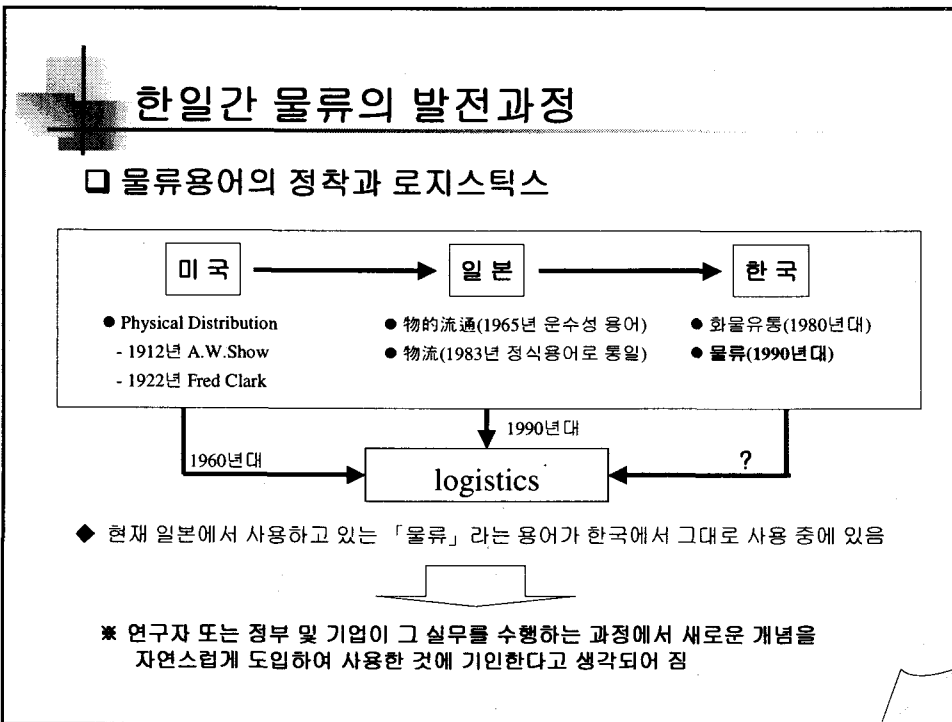 한일간 물류의 발전과정
❑ 물류용어의 정착과 로지스틱스
미 국
일 본
한 국
● Physical Distribution
- 1912년 A.W.Show
- 1922년 Fred Clark
● 物的流通(1965년 운수성 용어)
● 物流(1983년 정식용어로 통일)
● 화물유통(1980년대)
● 물류(1990년대)
1960년대
1990년대
?
logistics
◆ 현재 일본에서 사용하고 있는 「물류」라는 용어가 한국에서 그대로 사용 중에 있음
※ 연구자 또는 정부 및 기업이 그 실무를 수행하는 과정에서 새로운 개념을
자연스럽게 도입하여 사용한 것에 기인한다고 생각되어 짐